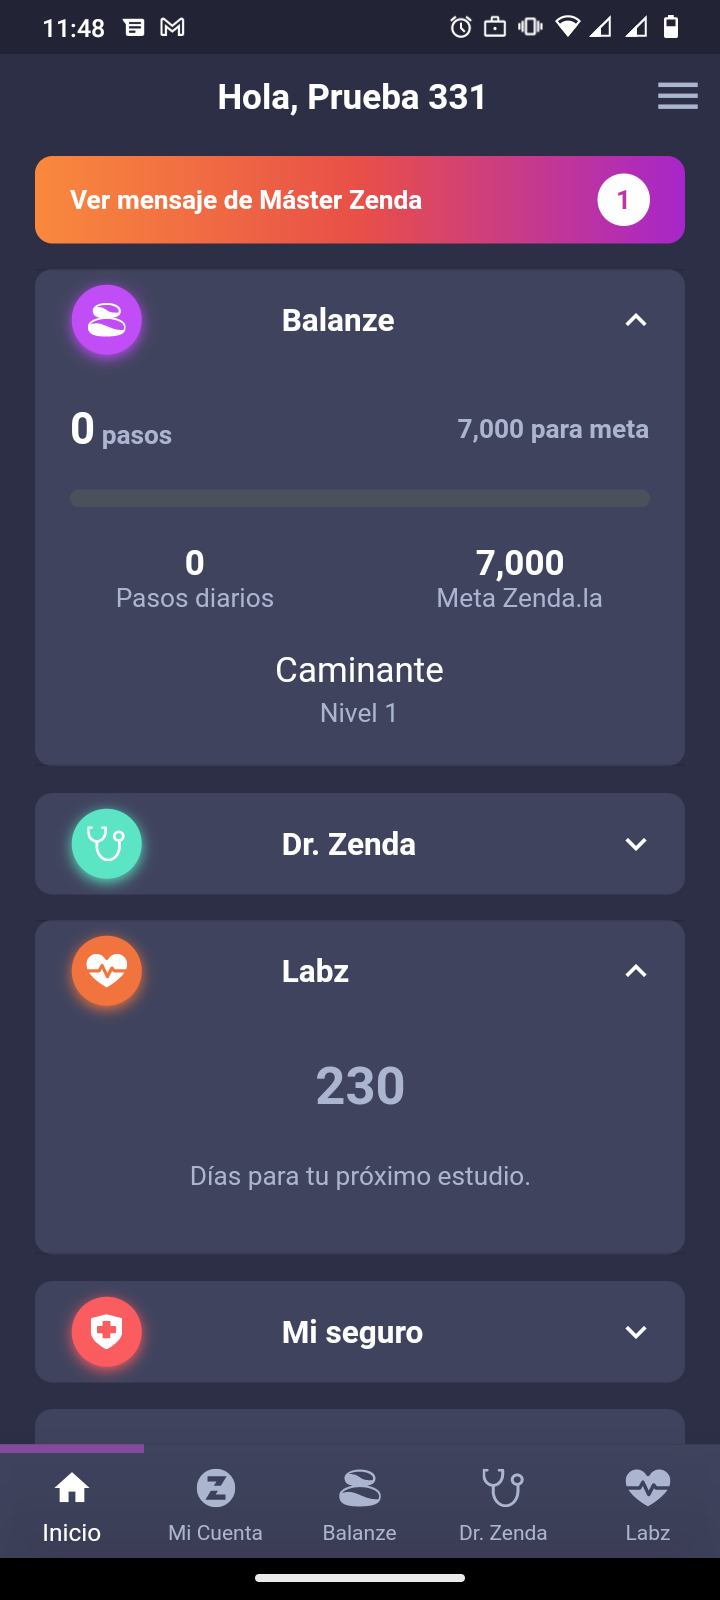 11:48
Hola, Prueba 331
Ver mensaje de Máster Zenda 1
Balanze
0 pasos 7,000 para meta
0 7,000
Pasos diarios Meta Zenda.la
Caminante
Nivel 1
Dr. Zenda
Labz
230
Días para tu próximo estudio.
Mi seguro
Inicio Mi Cuenta Balanze Dr. Zenda Labz